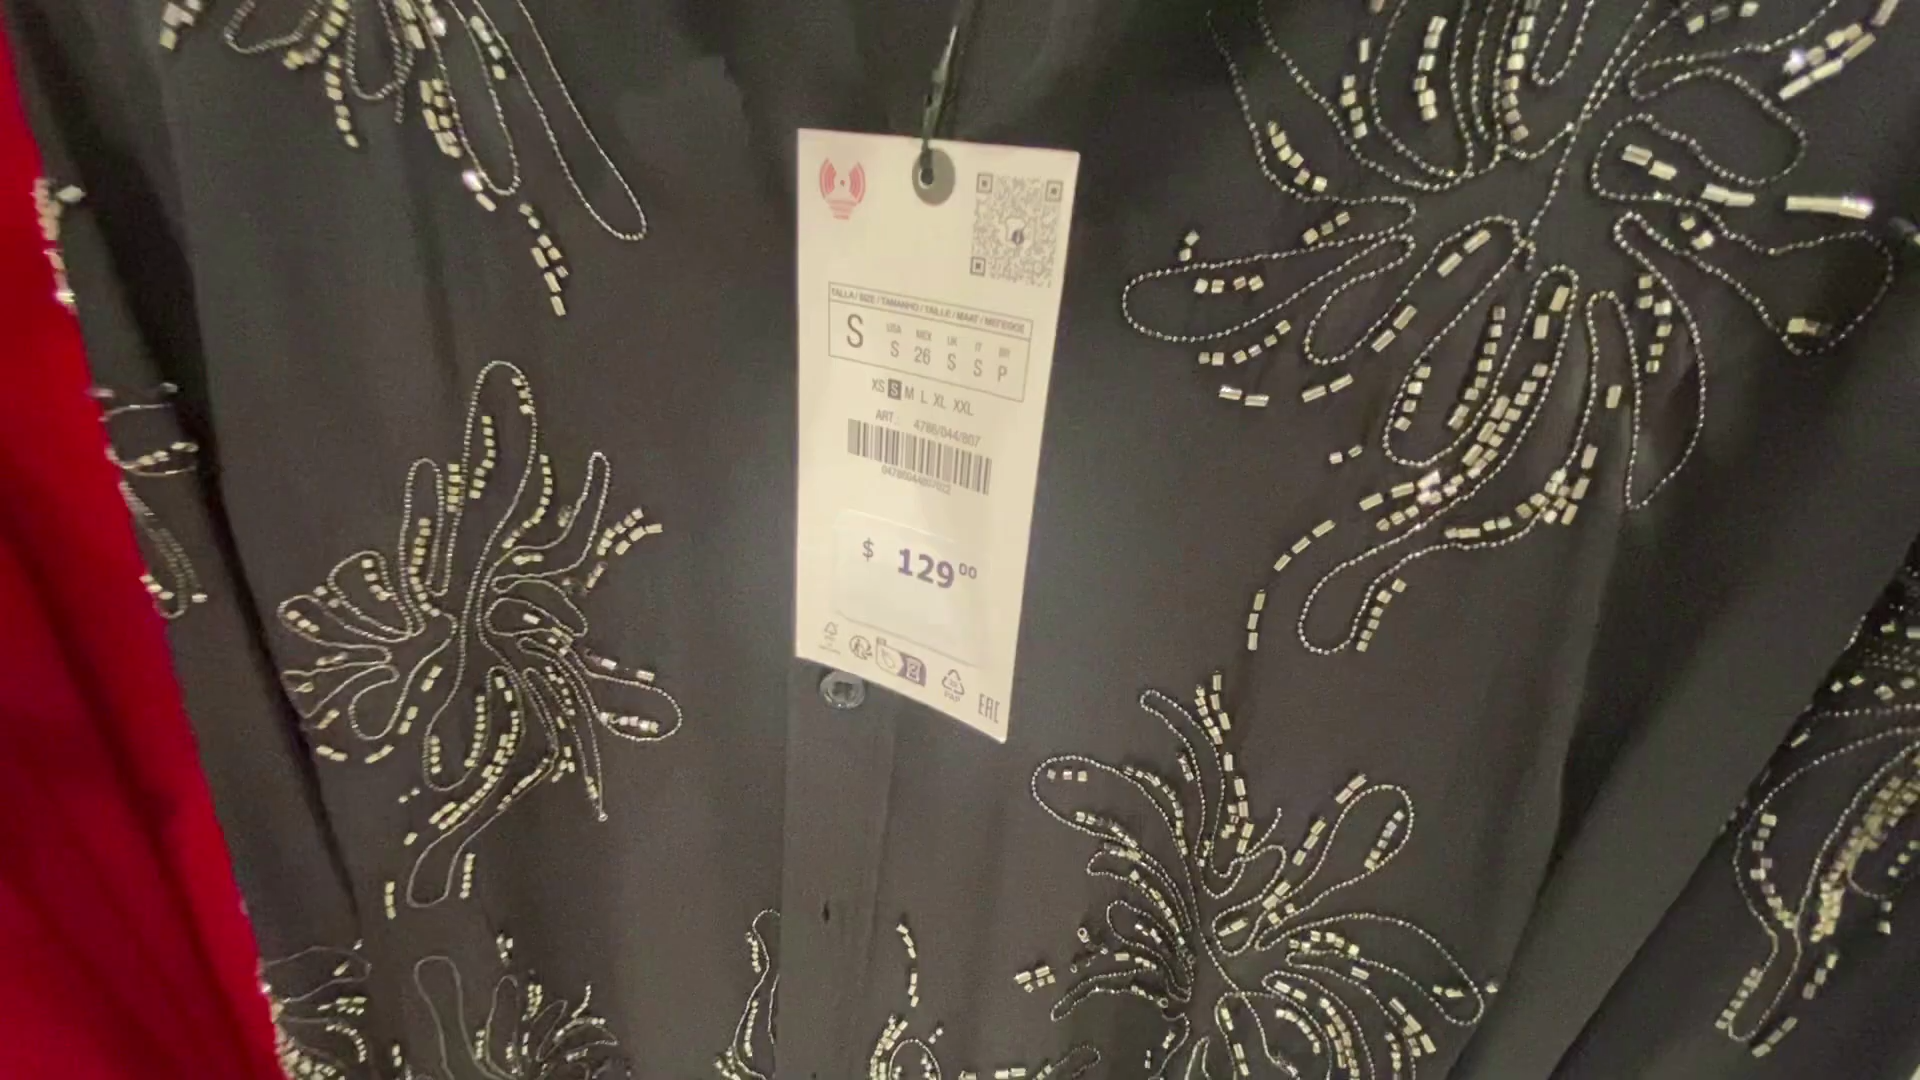 TALLA / SIZE / TAMANHO / TAILLE / MAAT / ΜΕΓΕΘΟΣ
S
USA MEX UK IT BR
S 26 S S P
XS S M L XL XXL
ART.: 4786/044/807
$ 129 00
PAP
EAC